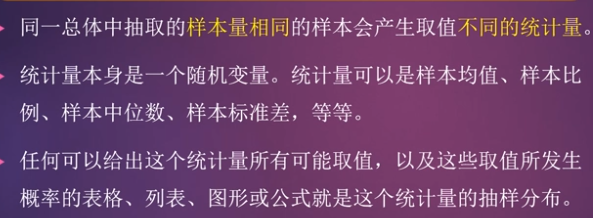 同一总体中抽取的样本量相同的样本会产生取值不同的统计量。
统计量本身是一个随机变量。统计量可以是样本均值、样本比
例、样本中位数、样本标准差，等等。
任何可以给出这个统计量所有可能取值，以及这些取值所发生
概率的表格、列表、图形或公式就是这个统计量的抽样分布。